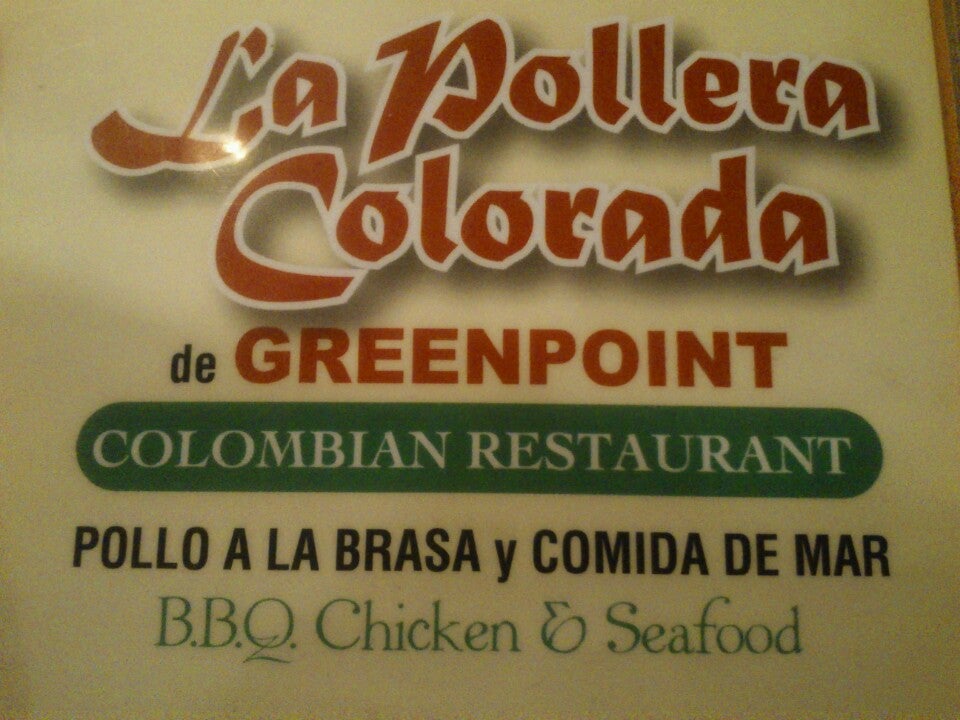 La Pollera
Colorada
de GREENPOINT
COLOMBIAN RESTAURANT
POLLO A LA BRASA y COMIDA DE MAR
B.B.Q. Chicken & Seafood